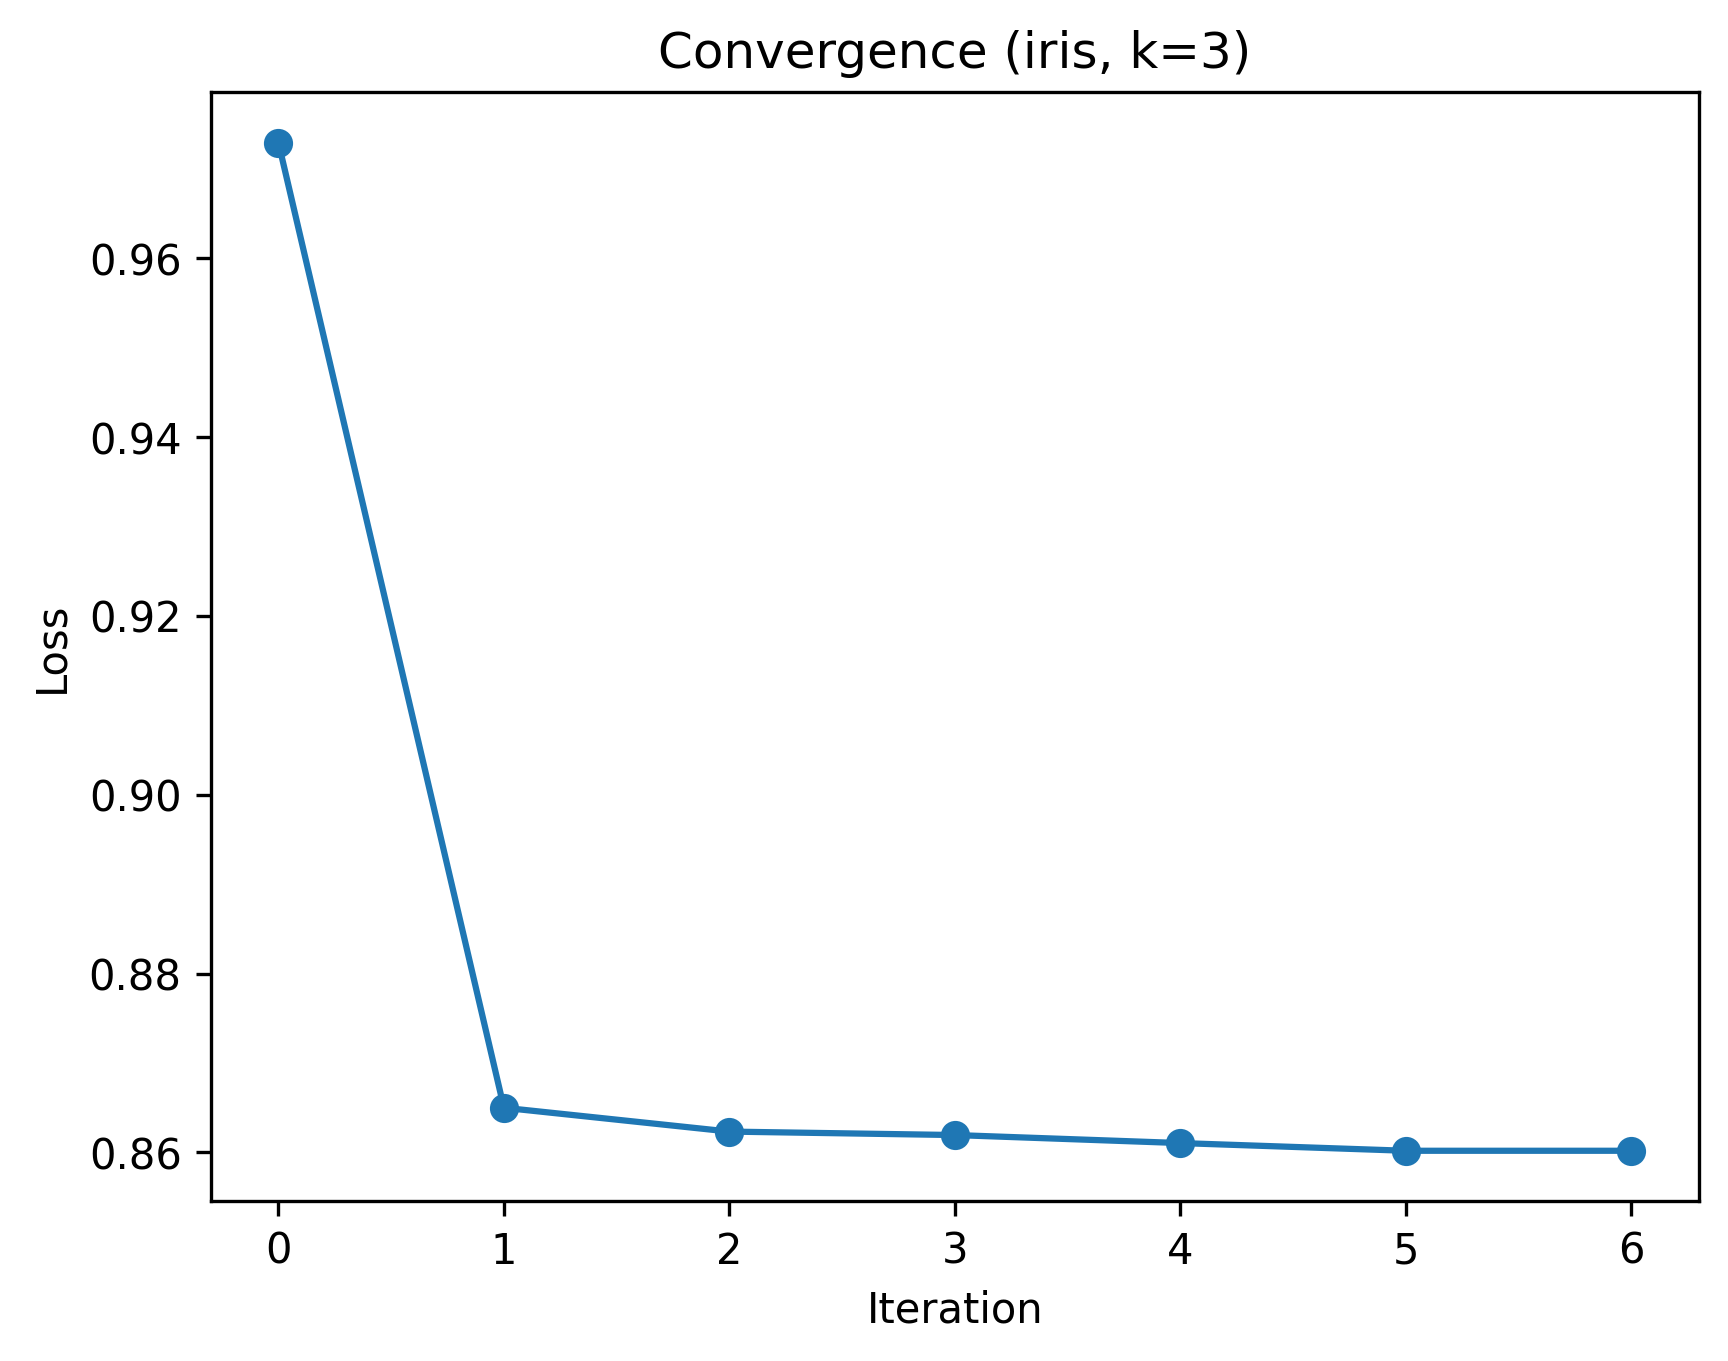 Convergence (iris, k=3)
Loss
0.96
0.94
0.92
0.90
0.88
0.86
0 1 2 3 4 5 6
Iteration